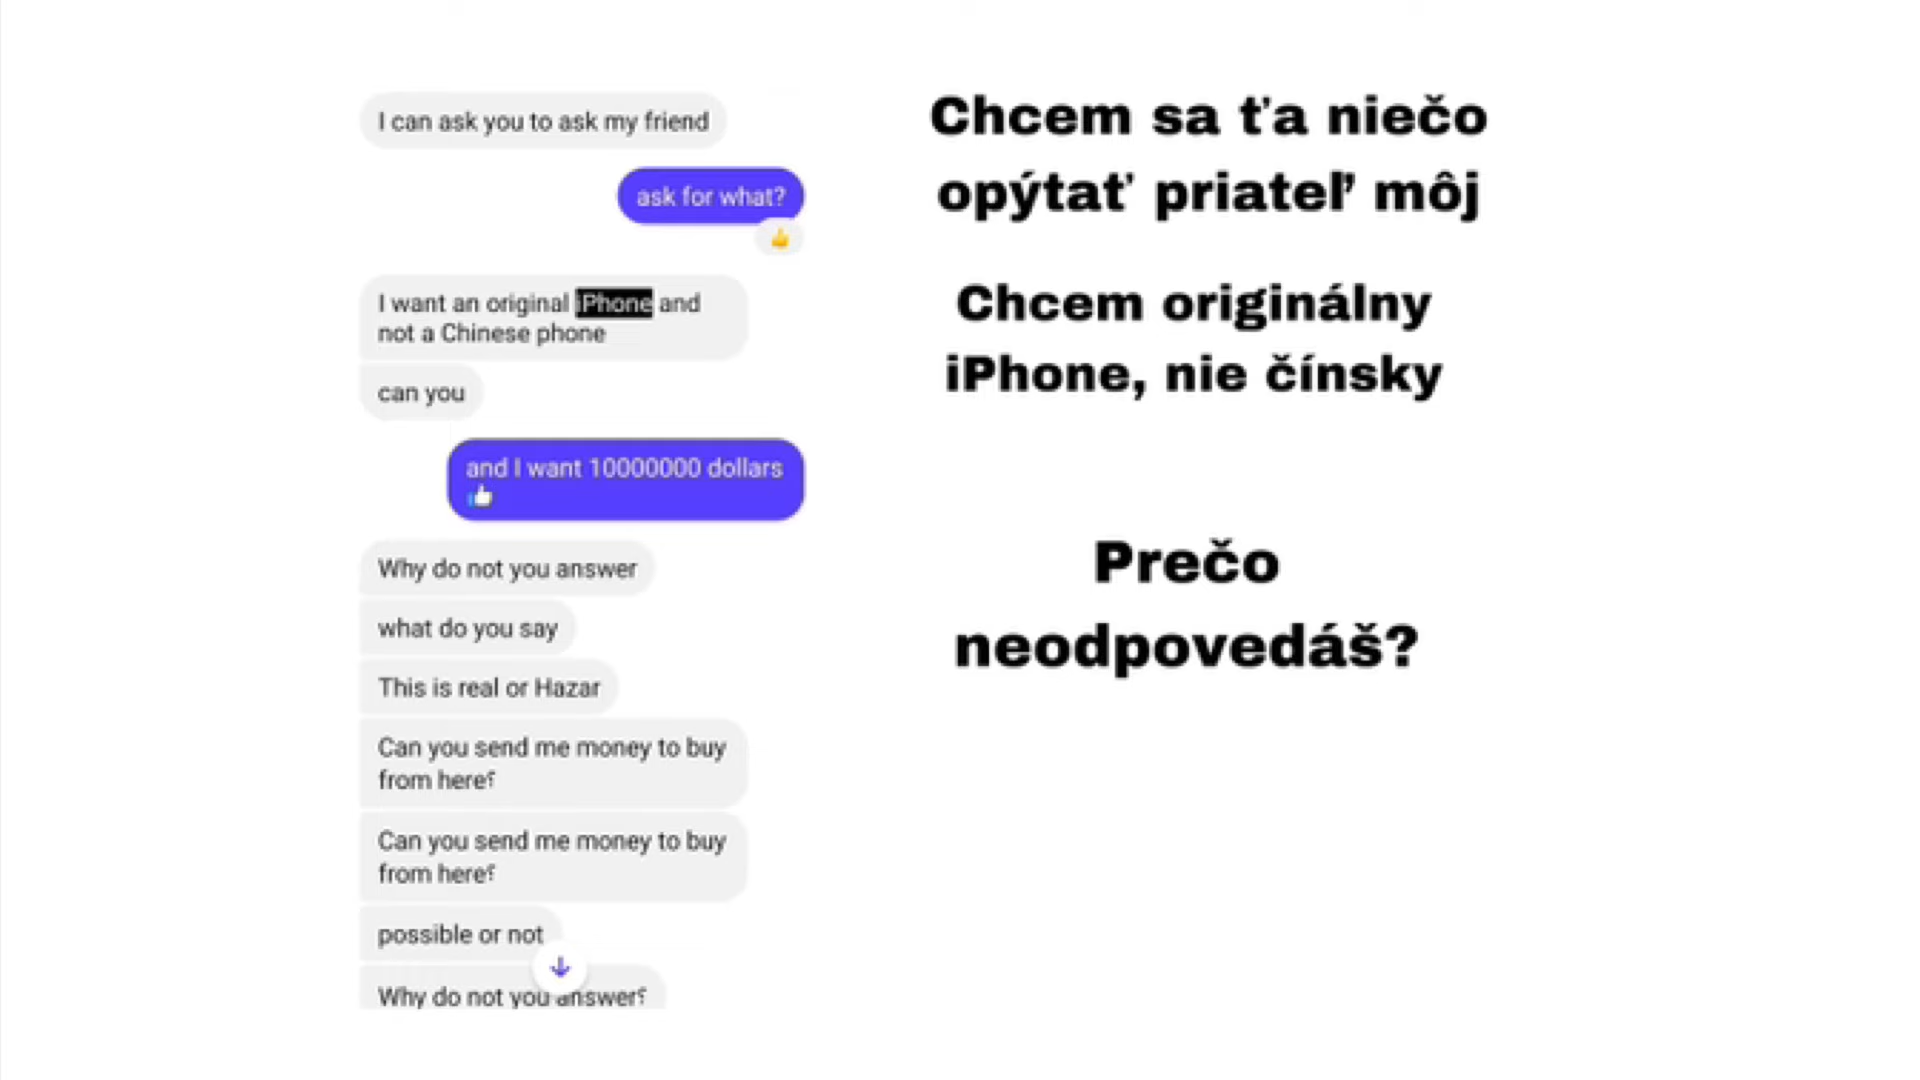 I can ask you to ask my friend
ask for what?
👍
I want an original iPhone and
not a Chinese phone
can you
and I want 10000000 dollars
👍
Why do not you answer
what do you say
This is real or Hazar
Can you send me money to buy
from here؟
Can you send me money to buy
from here؟
possible or not
Why do not you answer؟
Chcem sa ťa niečo
opýtať priateľ môj
Chcem originálny
iPhone, nie čínsky
Prečo
neodpovedáš?